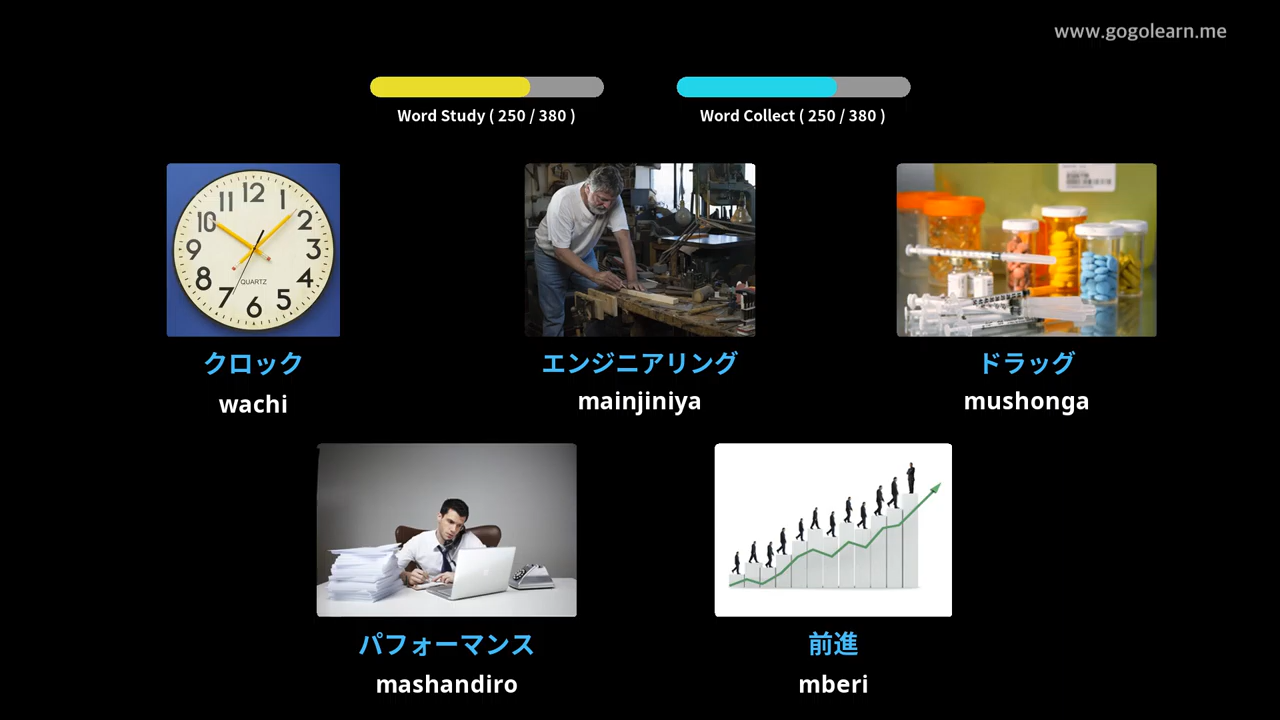 www.gogolearn.me
Word Study ( 250 / 380 )
Word Collect ( 250 / 380 )
12
1
2
3
4
5
6
7
8
9
10
11
QUARTZ
クロック
wachi
エンジニアリング
mainjiniya
ドラッグ
mushonga
パフォーマンス
mashandiro
前進
mberi